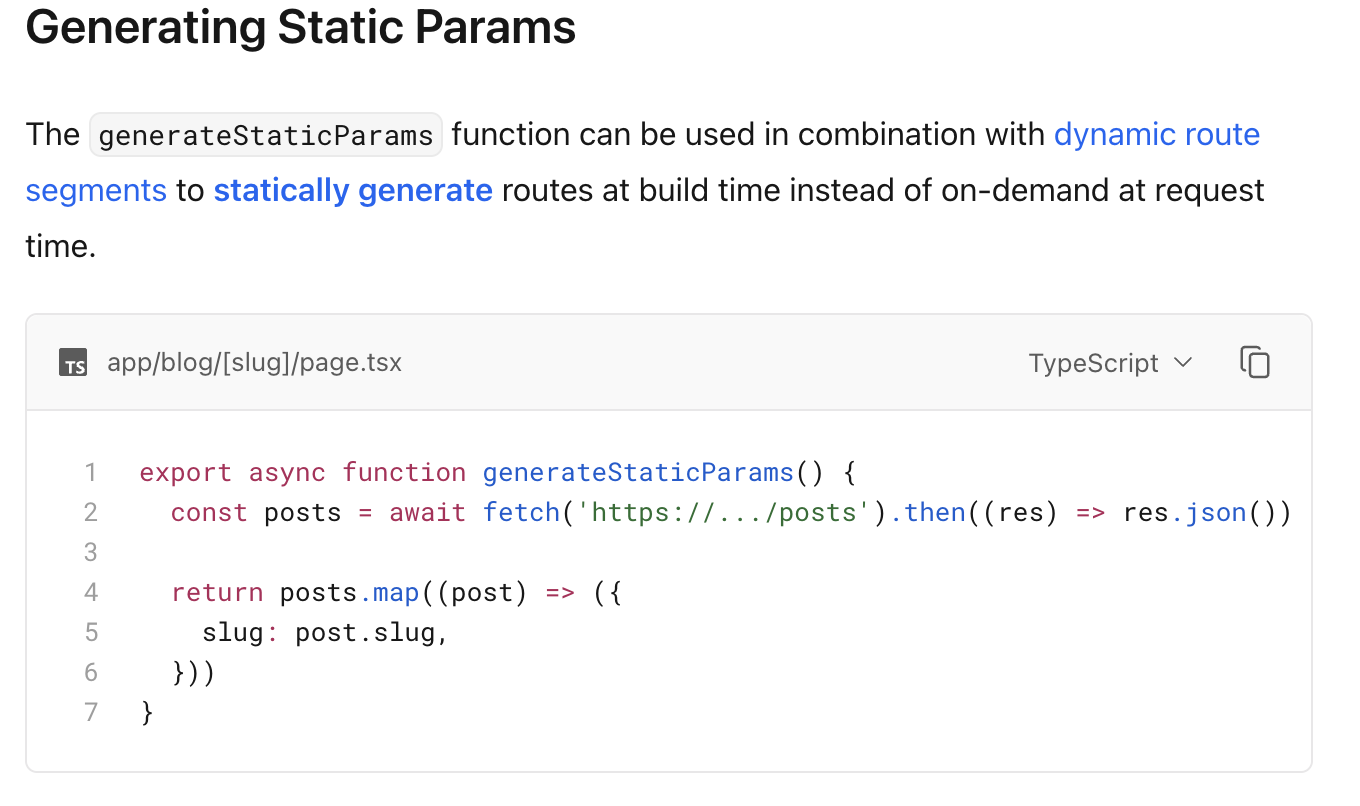 Generating Static Params
The generateStaticParams function can be used in combination with dynamic route
segments to statically generate routes at build time instead of on-demand at request
time.
TS app/blog/[slug]/page.tsx TypeScript
1 export async function generateStaticParams() {
2   const posts = await fetch('https://.../posts').then((res) => res.json())
3
4   return posts.map((post) => ({
5     slug: post.slug,
6   }))
7 }